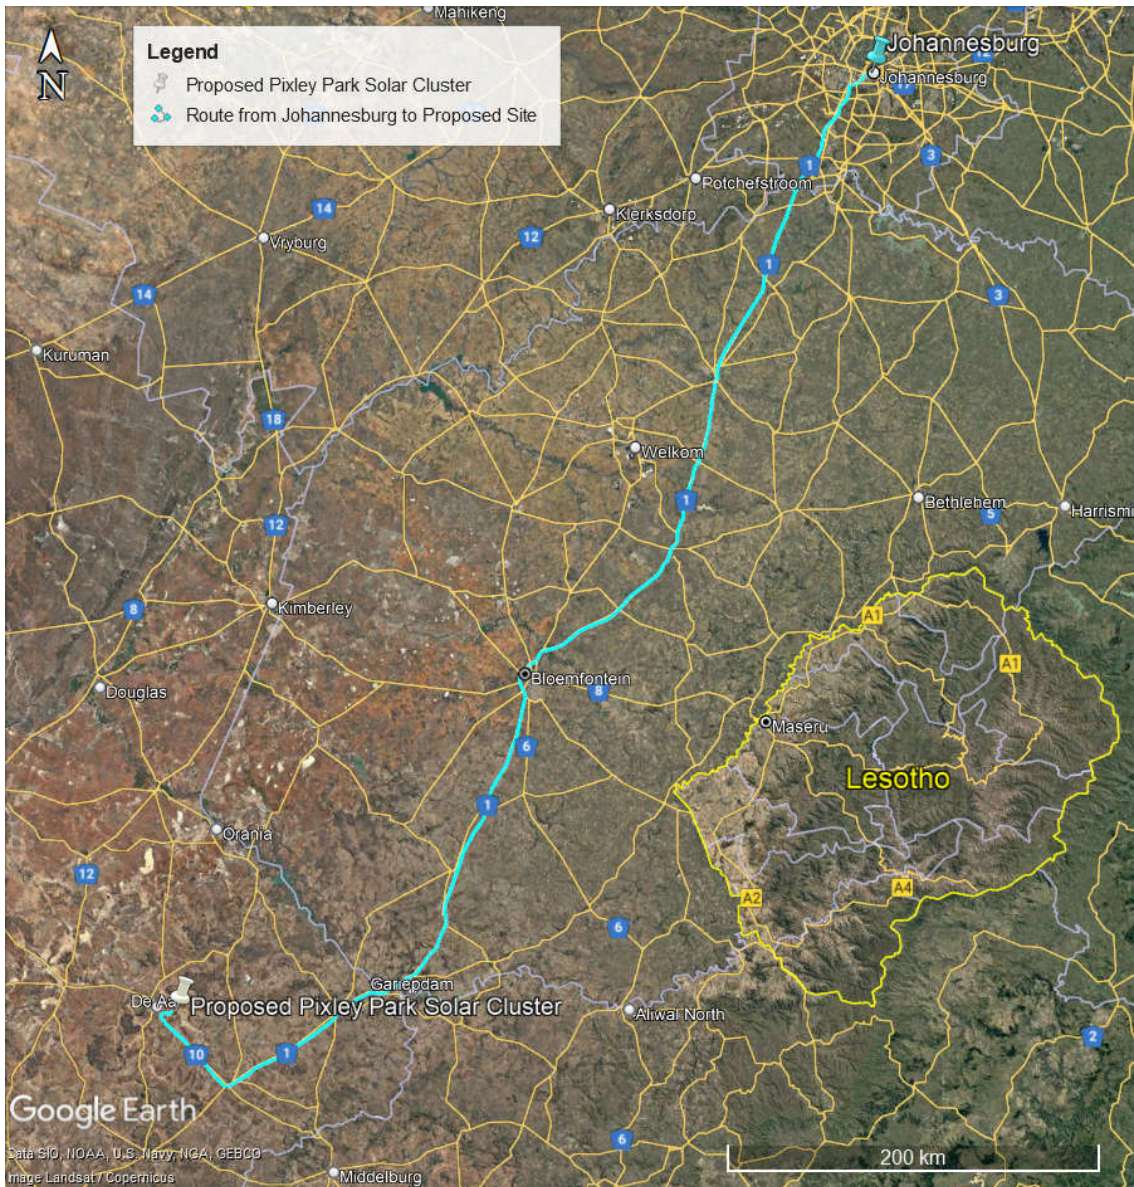 Mahikeng
N
Legend
Proposed Pixley Park Solar Cluster
Route from Johannesburg to Proposed Site
Johannesburg
12
Johannesburg
17
18
1
3
Potchefstroom
14
Klerksdorp
12
Vryburg
1
14
3
Kuruman
18
Welkom
1
Bethlehem
5
Harrismi
12
Kimberley
8
A1
A1
Bloemfontein
Douglas
8
Maseru
6
Lesotho
1
Orania
12
A4
A2
6
Gariepdam
De Aa
Proposed Pixley Park Solar Cluster
Aliwal North
2
10
1
Google Earth
Data SIO, NOAA, U.S. Navy, NGA, GEBCO
6
200 km
Image Landsat / Copernicus
Middelburg